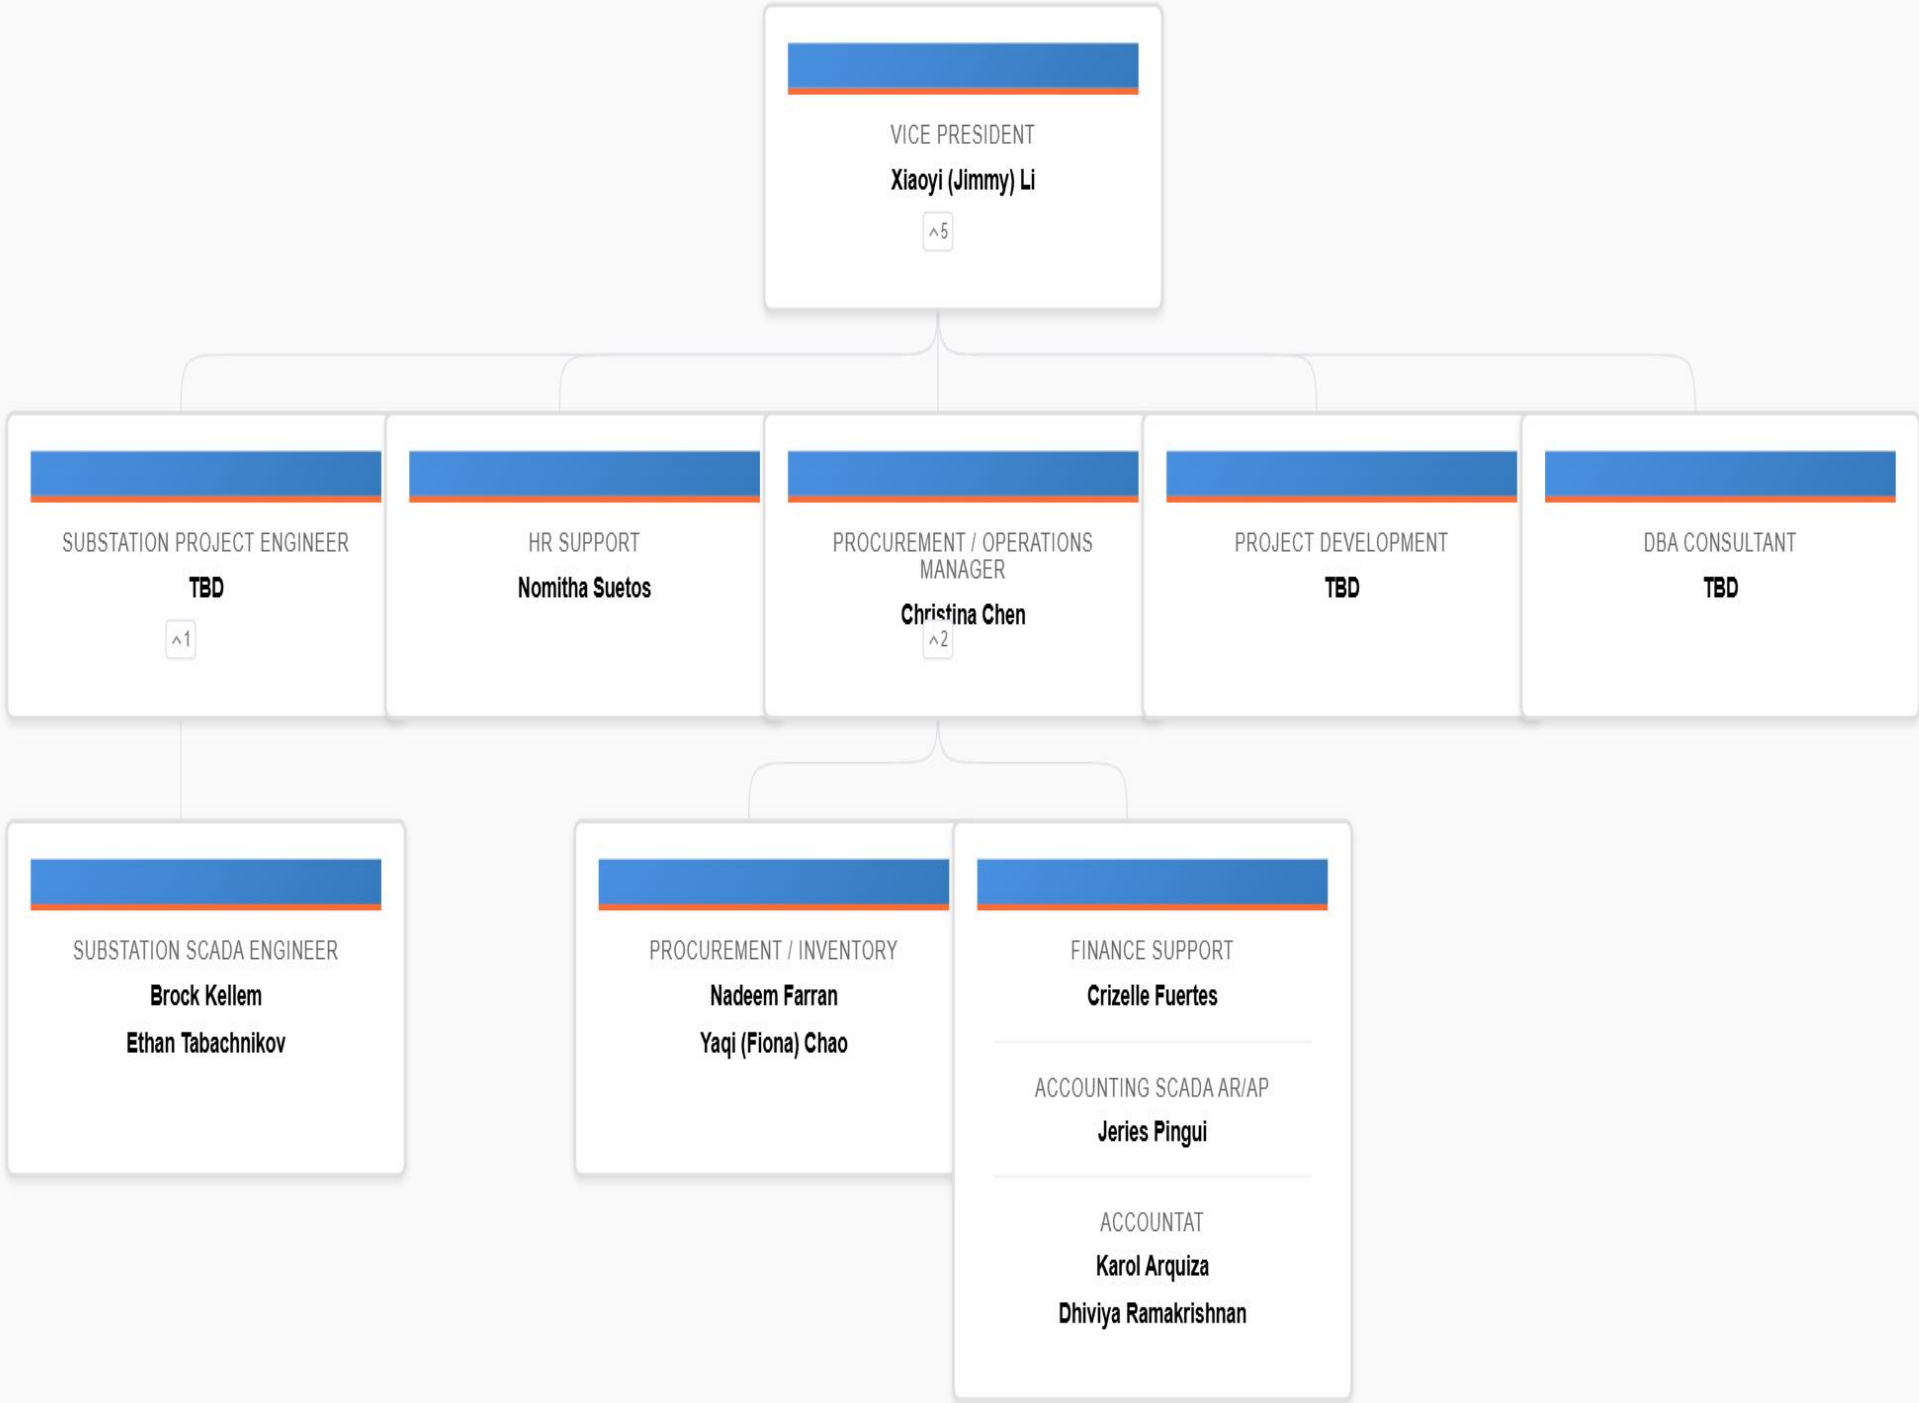 VICE PRESIDENT
Xiaoyi (Jimmy) Li
^5
SUBSTATION PROJECT ENGINEER
TBD
^1
HR SUPPORT
Nomitha Suetos
PROCUREMENT / OPERATIONS
MANAGER
Christina Chen
^2
PROJECT DEVELOPMENT
TBD
DBA CONSULTANT
TBD
SUBSTATION SCADA ENGINEER
Brock Kellem
Ethan Tabachnikov
PROCUREMENT / INVENTORY
Nadeem Farran
Yaqi (Fiona) Chao
FINANCE SUPPORT
Crizelle Fuertes
ACCOUNTING SCADA AR/AP
Jeries Pingui
ACCOUNTAT
Karol Arquiza
Dhiviya Ramakrishnan